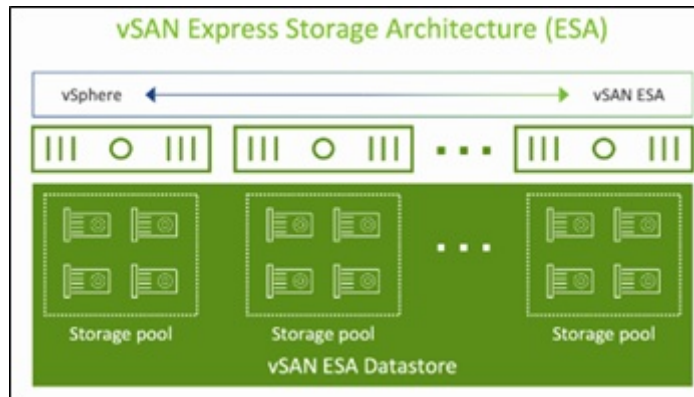 vSAN Express Storage Architecture (ESA)
vSphere vSAN ESA
Storage pool Storage pool Storage pool
vSAN ESA Datastore